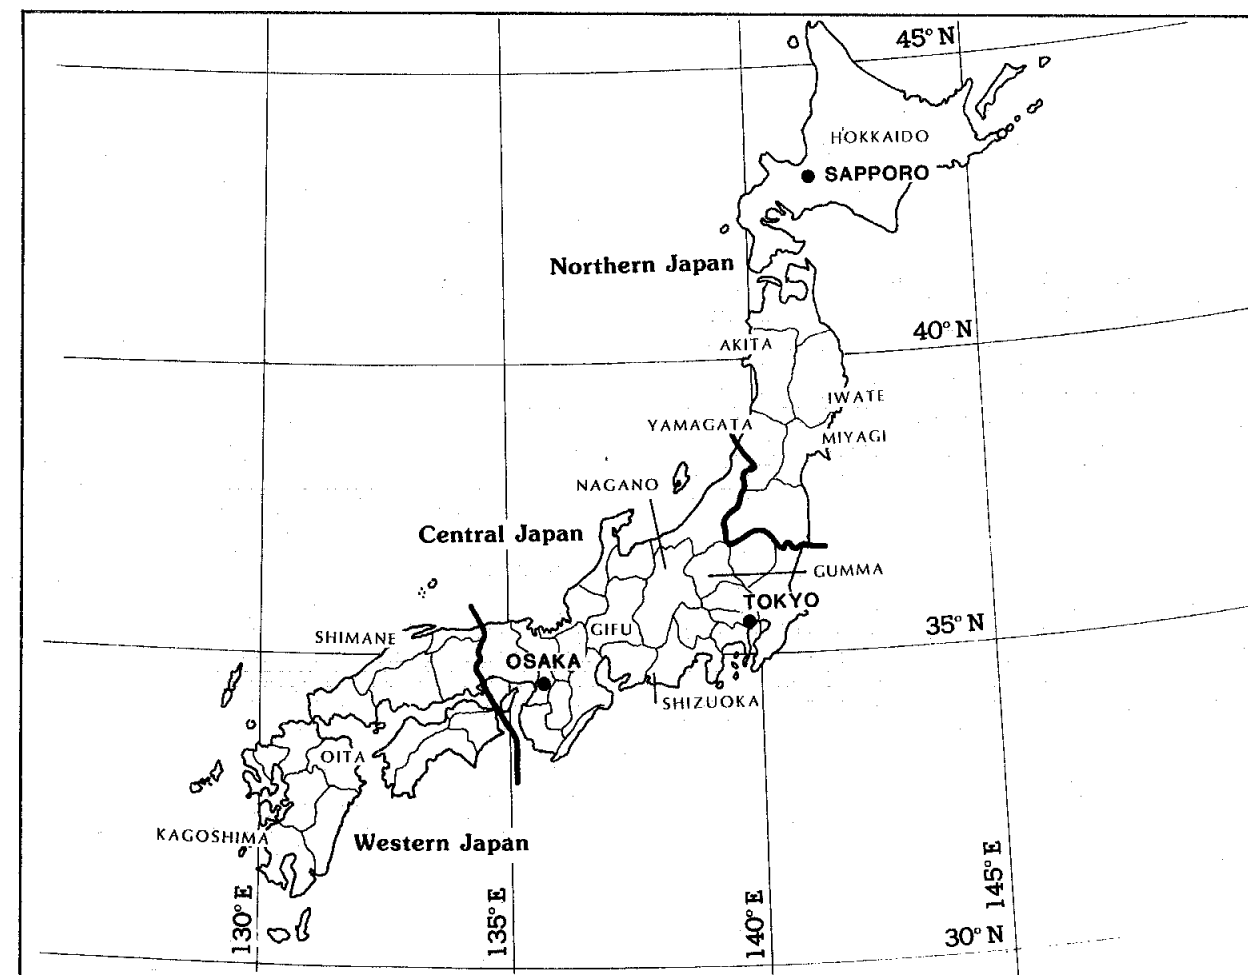 45° N
HOKKAIDO
SAPPORO
Northern Japan
40° N
AKITA
IWATE
YAMAGATA
MIYAGI
NAGANO
Central Japan
GUMMA
TOKYO
35° N
SHIMANE
GIFU
OSAKA
SHIZUOKA
OITA
KAGOSHIMA
Western Japan
130° E
135° E
140° E
145° E
30° N